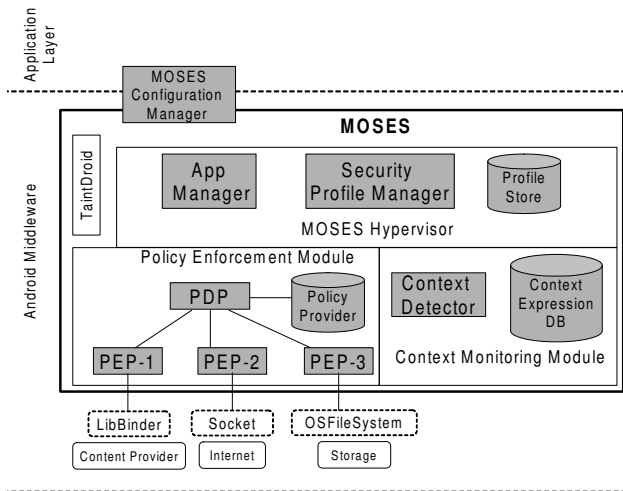 Application
Layer
MOSES
Configuration
Manager
MOSES
Android Middleware
TaintDroid
App
Manager
Security
Profile Manager
Profile
Store
MOSES Hypervisor
Policy Enforcement Module
PDP
Policy
Provider
Context
Detector
Context
Expression
DB
PEP-1
PEP-2
PEP-3
Context Monitoring Module
LibBinder
Socket
OSFileSystem
Content Provider
Internet
Storage